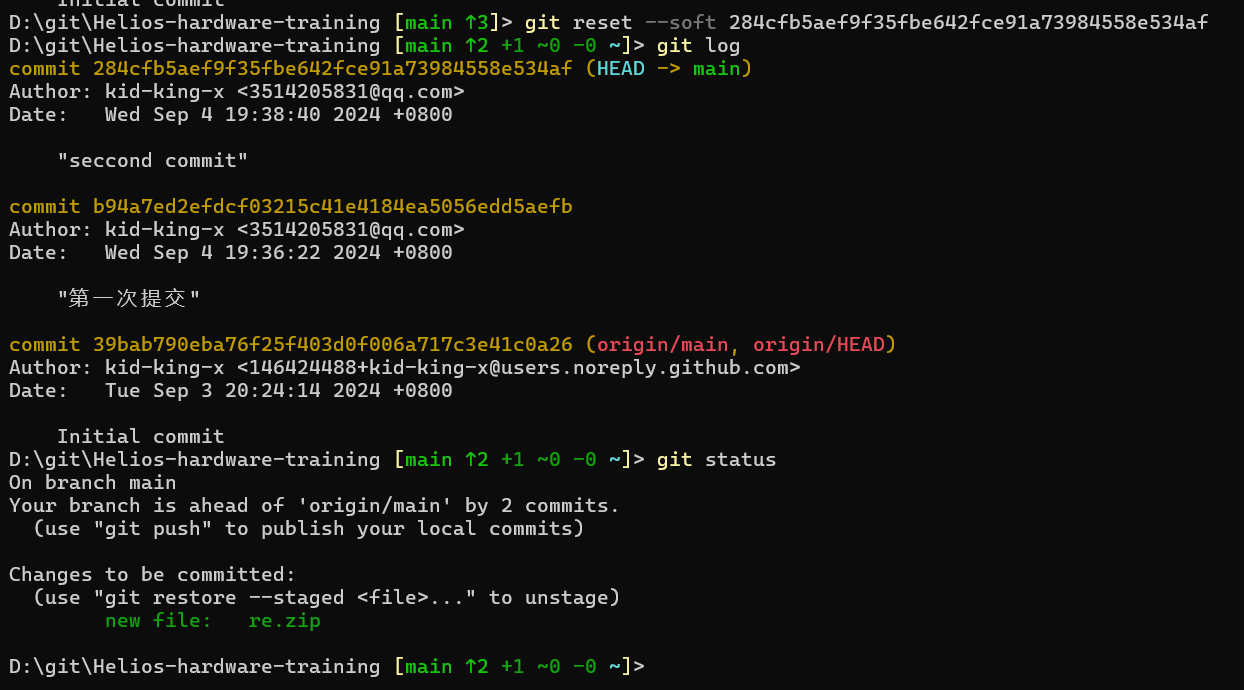 Initial commit
D:\git\Helios-hardware-training [main ↑3]> git reset --soft 284cfb5aef9f35fbe642fce91a73984558e534af
D:\git\Helios-hardware-training [main ↑2 +1 ~0 -0 ~]> git log
commit 284cfb5aef9f35fbe642fce91a73984558e534af (HEAD -> main)
Author: kid-king-x <3514205831@qq.com>
Date:   Wed Sep 4 19:38:40 2024 +0800
    "seccond commit"
commit b94a7ed2efdcf03215c41e4184ea5056edd5aefb
Author: kid-king-x <3514205831@qq.com>
Date:   Wed Sep 4 19:36:22 2024 +0800
    "第一次提交"
commit 39bab790eba76f25f403d0f006a717c3e41c0a26 (origin/main, origin/HEAD)
Author: kid-king-x <146424488+kid-king-x@users.noreply.github.com>
Date:   Tue Sep 3 20:24:14 2024 +0800
    Initial commit
D:\git\Helios-hardware-training [main ↑2 +1 ~0 -0 ~]> git status
On branch main
Your branch is ahead of 'origin/main' by 2 commits.
  (use "git push" to publish your local commits)
Changes to be committed:
  (use "git restore --staged <file>..." to unstage)
        new file:   re.zip
D:\git\Helios-hardware-training [main ↑2 +1 ~0 -0 ~]>